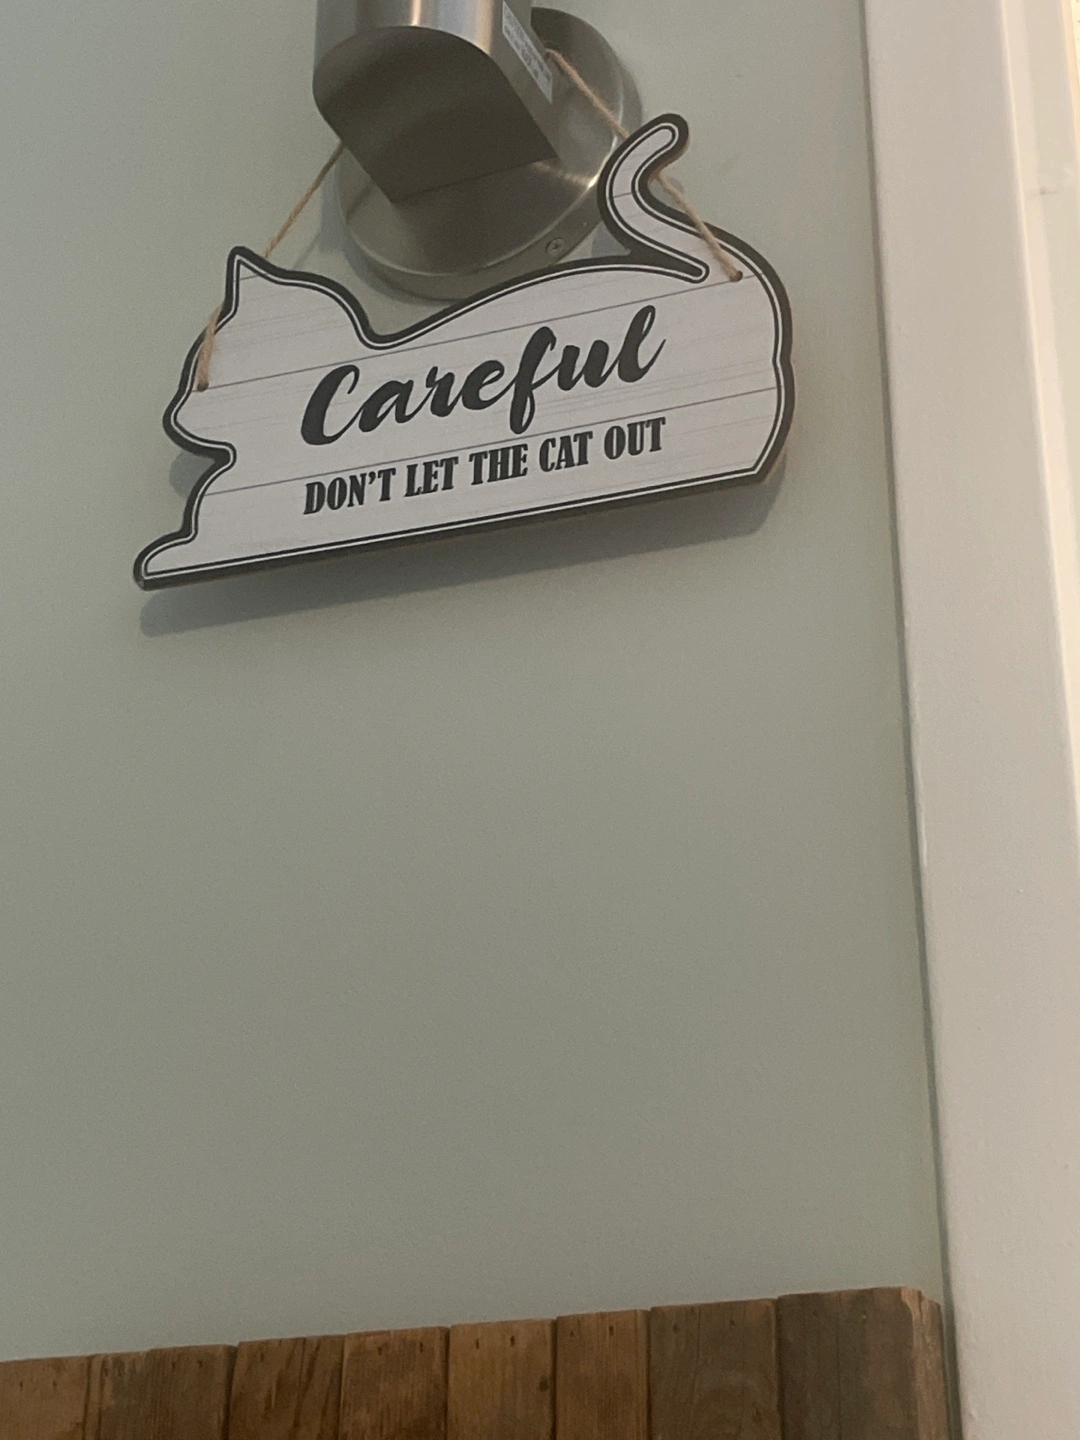 Careful
DON'T LET THE CAT OUT